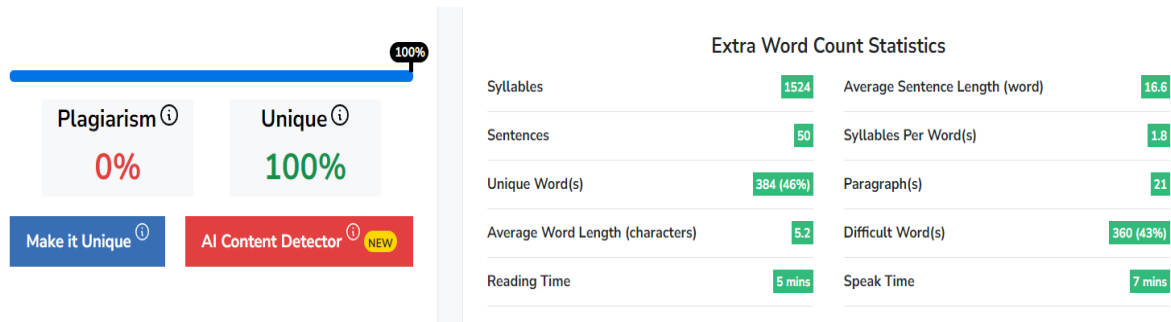 100%
Plagiarism
Unique
0%
100%
Make it Unique
AI Content Detector NEW
Extra Word Count Statistics
Syllables 1524 Average Sentence Length (word) 16.6
Sentences 50 Syllables Per Word(s) 1.8
Unique Word(s) 384 (46%) Paragraph(s) 21
Average Word Length (characters) 5.2 Difficult Word(s) 360 (43%)
Reading Time 5 mins Speak Time 7 mins